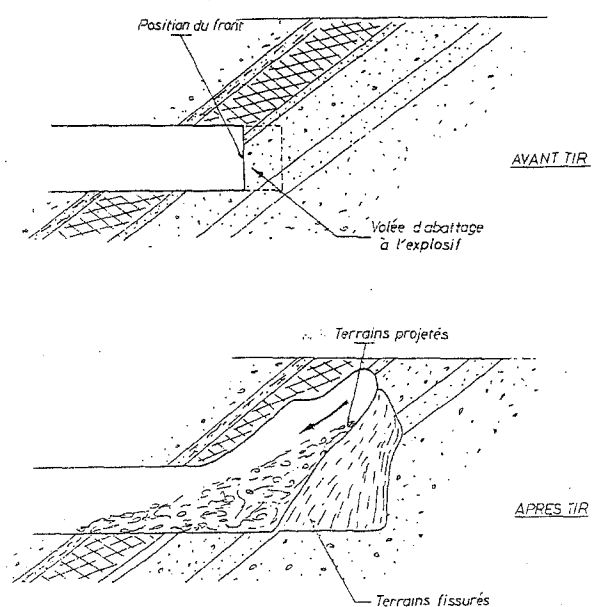 Position du front
AVANT TIR
Volée d'abattage
à l'explosif
Terrains projetés
APRES TIR
Terrains fissurés